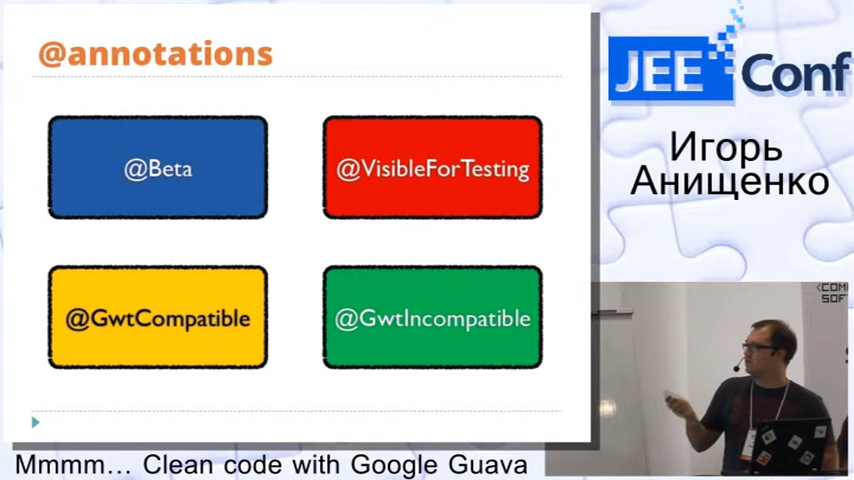 @annotations
@Beta
@VisibleForTesting
@GwtCompatible
@GwtIncompatible
JEE Conf
Игорь
Анищенко
Mmmm... Clean code with Google Guava